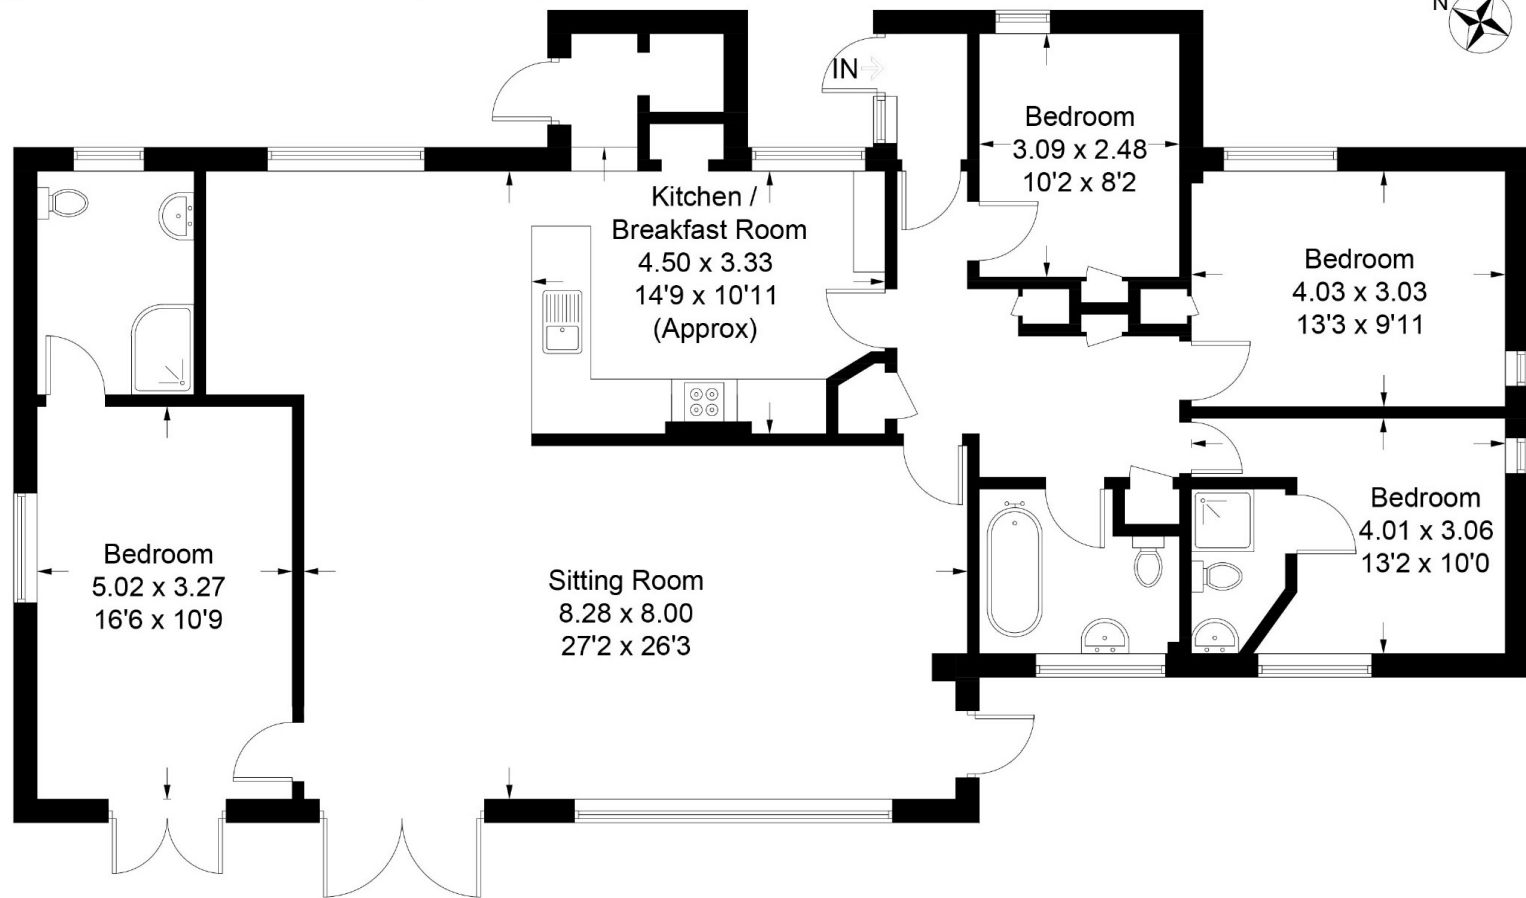 N
IN
Bedroom
3.09 x 2.48
10'2 x 8'2
Kitchen /
Breakfast Room
4.50 x 3.33
14'9 x 10'11
(Approx)
Bedroom
4.03 x 3.03
13'3 x 9'11
Bedroom
4.01 x 3.06
13'2 x 10'0
Bedroom
5.02 x 3.27
16'6 x 10'9
Sitting Room
8.28 x 8.00
27'2 x 26'3